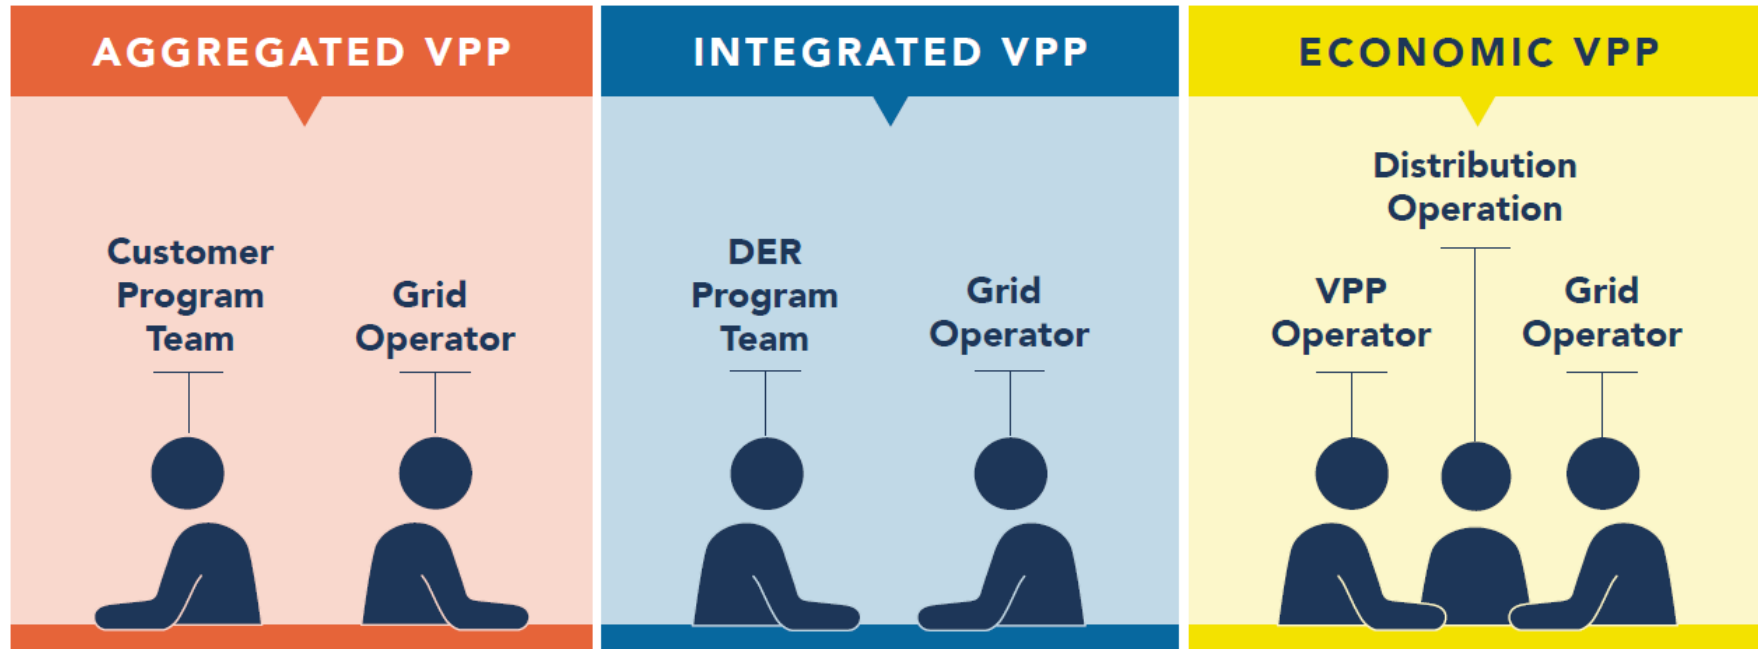 AGGREGATED VPP
Customer
Program
Team
Grid
Operator
INTEGRATED VPP
DER
Program
Team
Grid
Operator
ECONOMIC VPP
Distribution
Operation
VPP
Operator
Grid
Operator